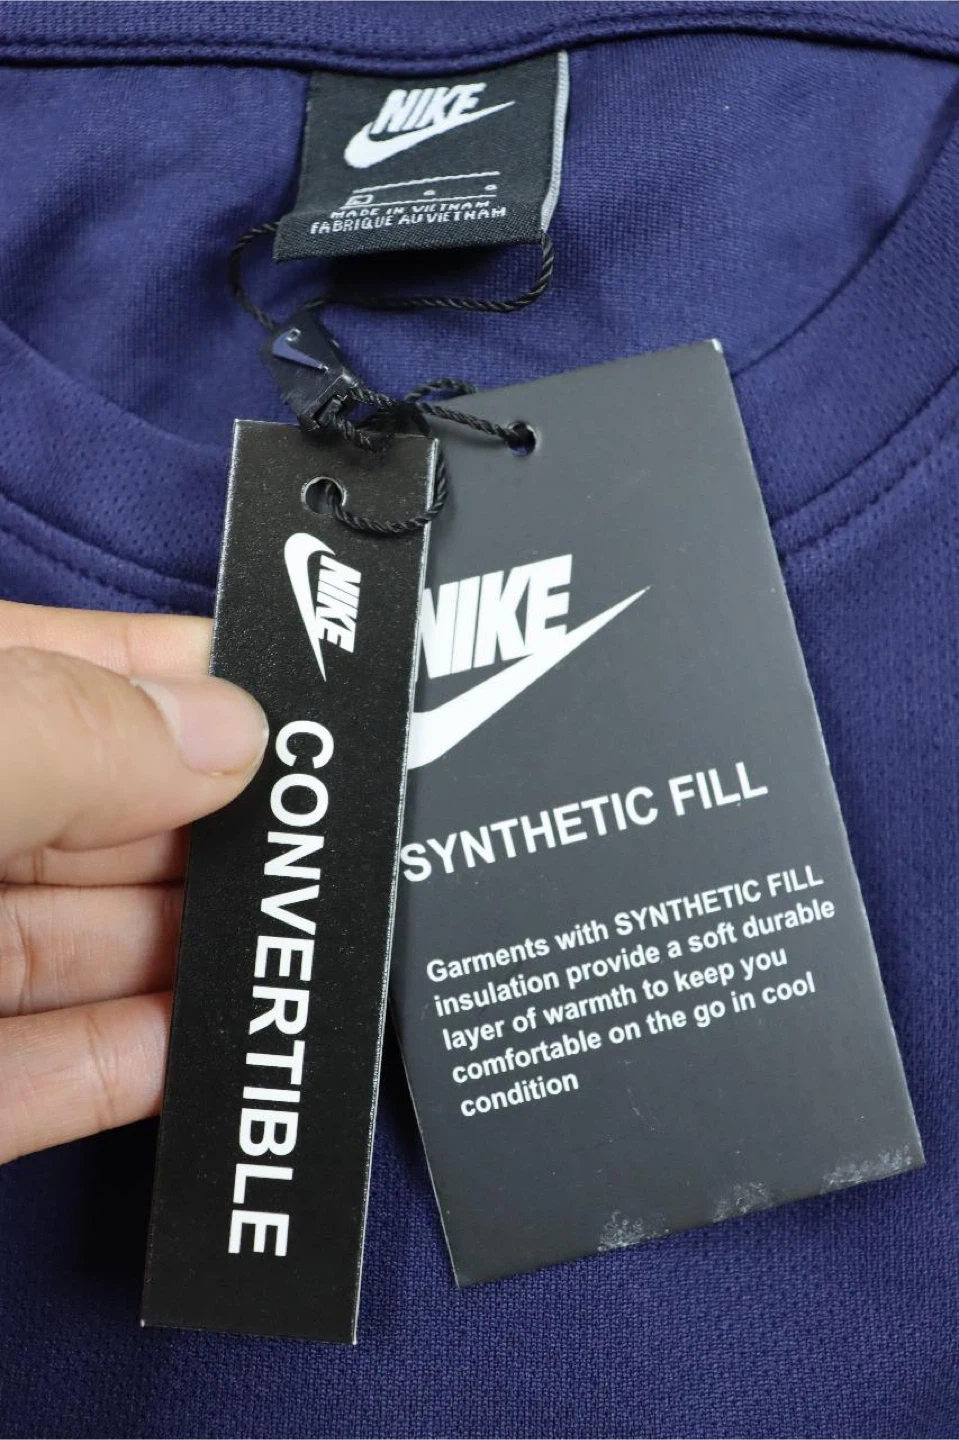 NIKE
MADE IN VIETNAM
FABRIQUE AU VIETNAM
NIKE
CONVERTIBLE
NIKE
SYNTHETIC FILL
Garments with SYNTHETIC FILL
insulation provide a soft durable
layer of warmth to keep you
comfortable on the go in cool
condition